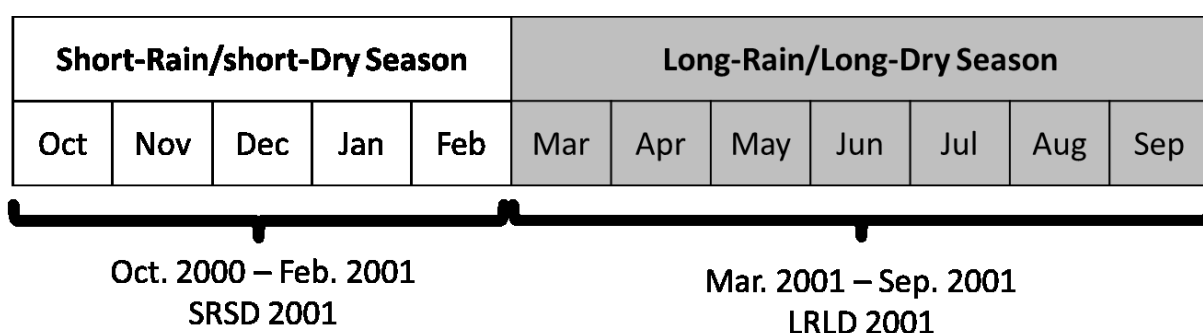 Short-Rain/short-Dry Season
Long-Rain/Long-Dry Season
Oct Nov Dec Jan Feb Mar Apr May Jun Jul Aug Sep
Oct. 2000 – Feb. 2001
SRSD 2001
Mar. 2001 – Sep. 2001
LRLD 2001